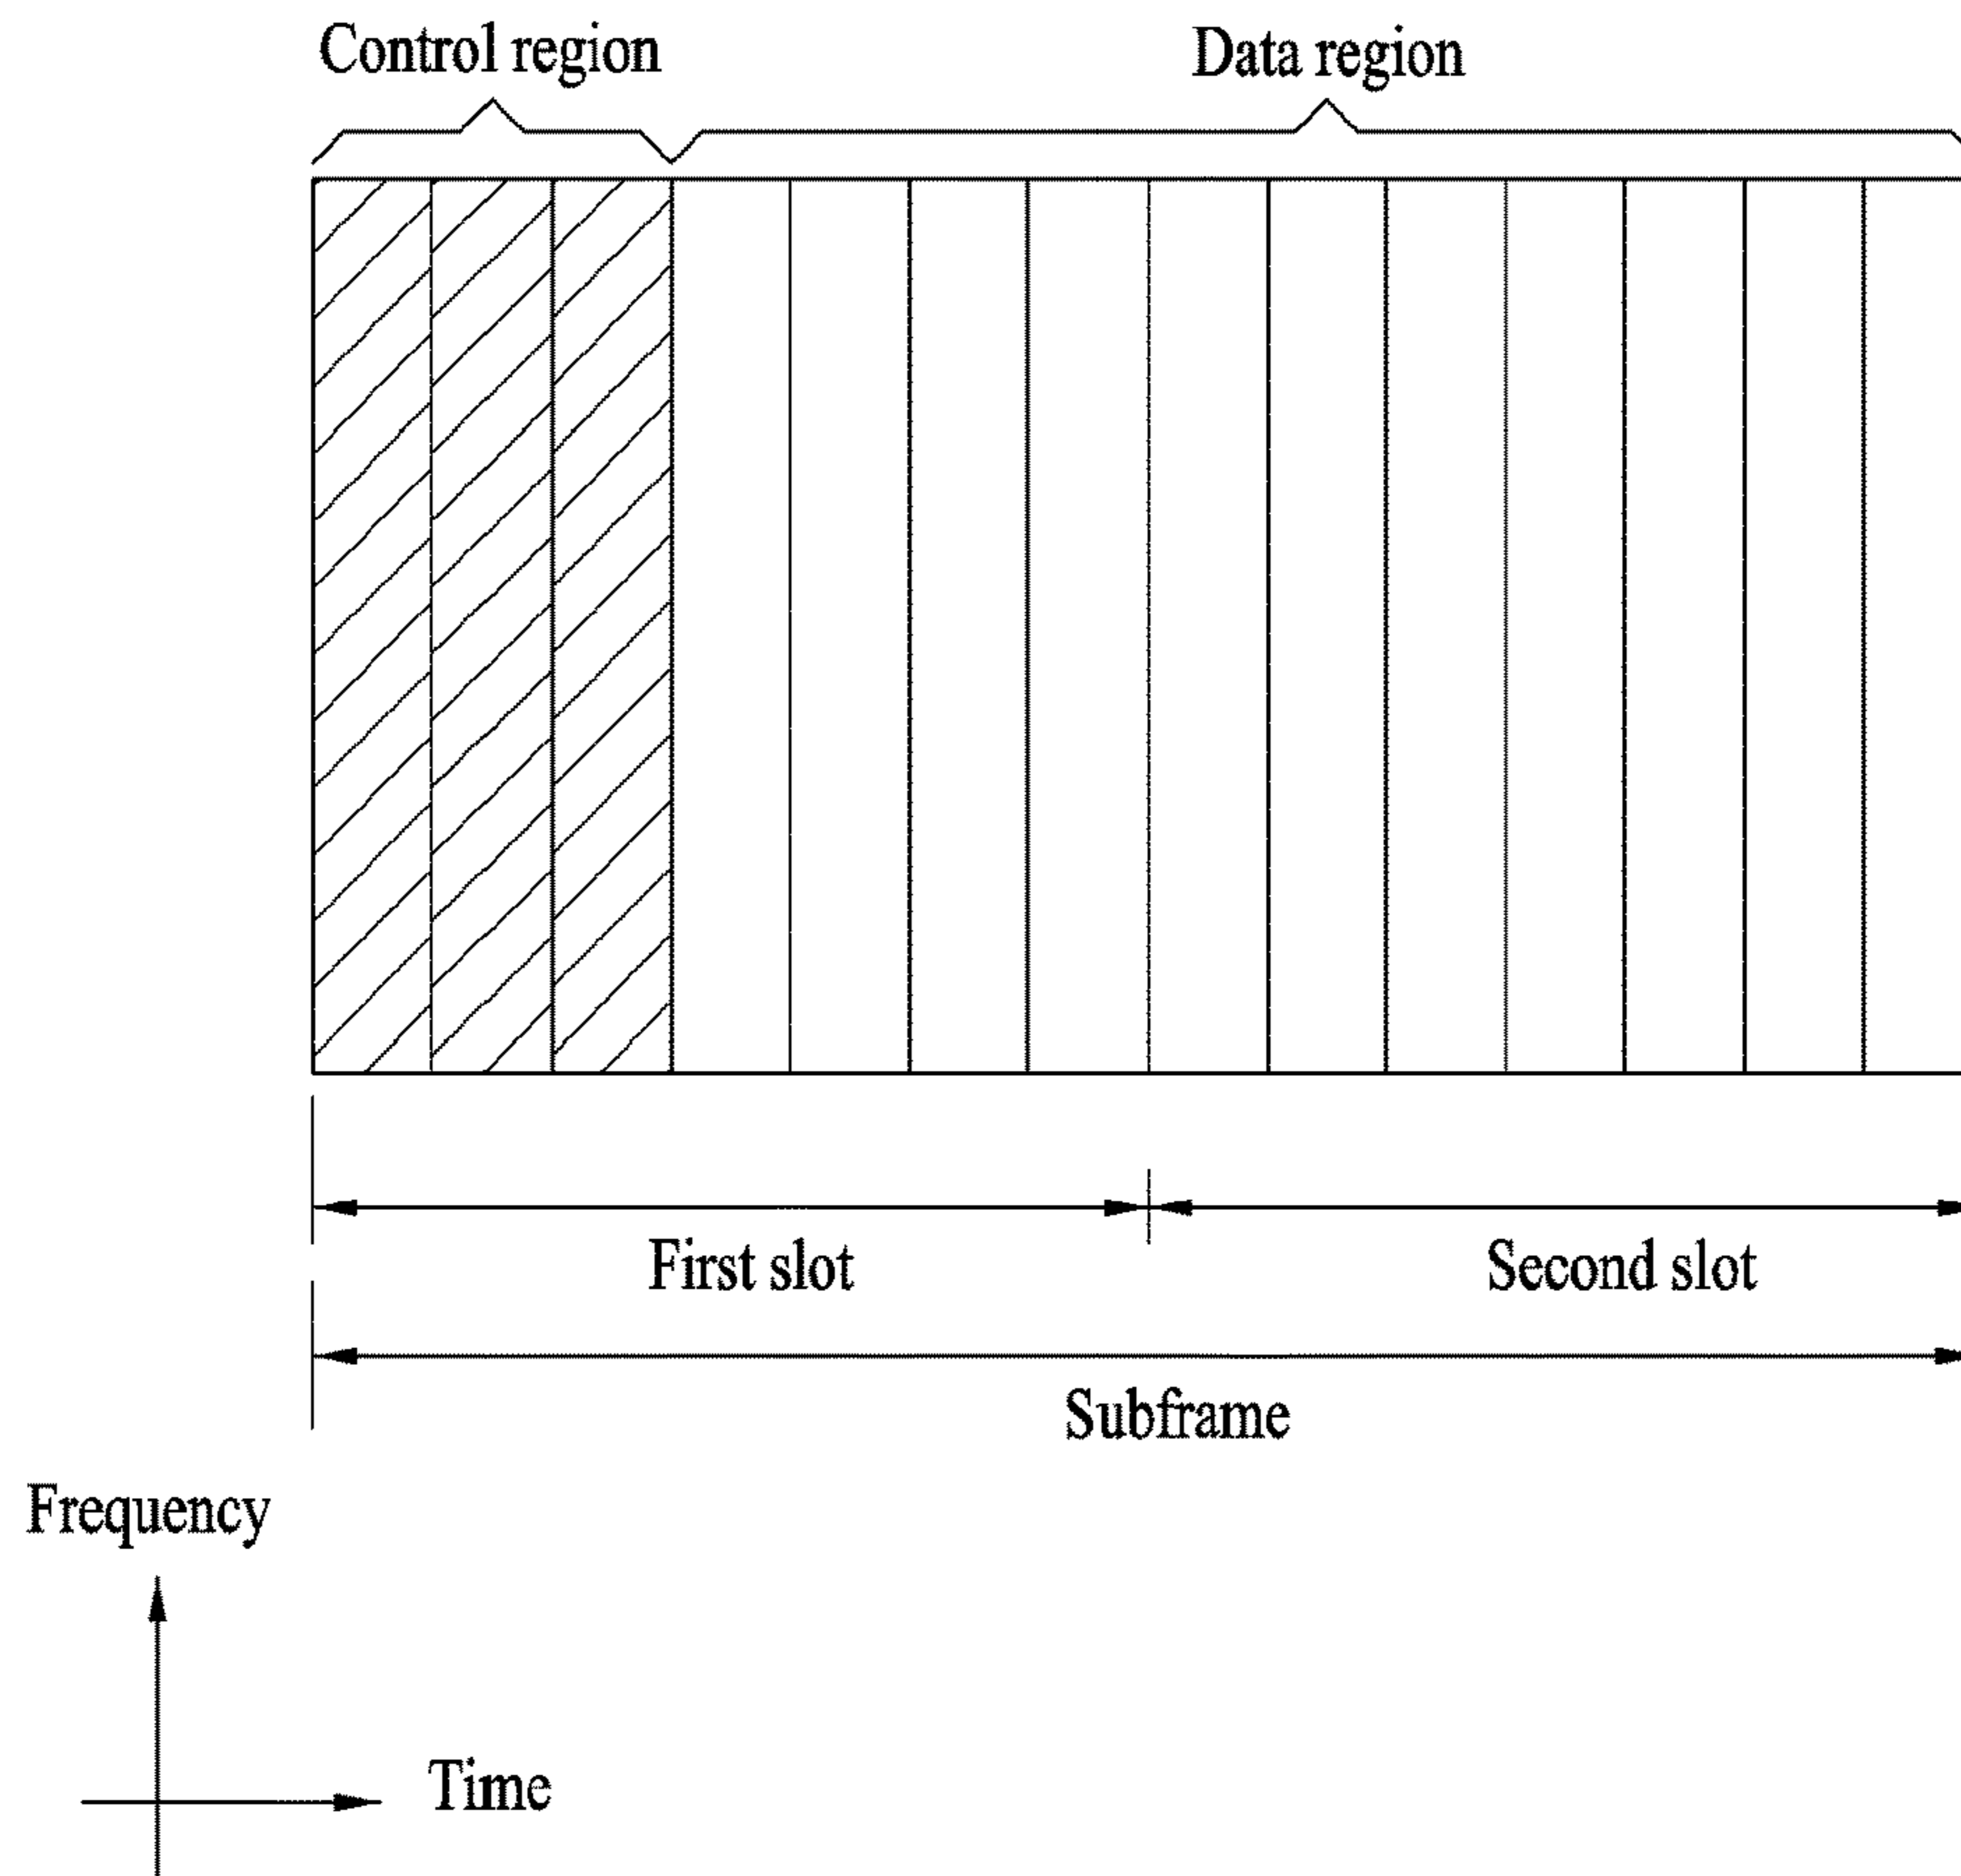 Control region
Data region
First slot
Second slot
Subframe
Frequency
Time